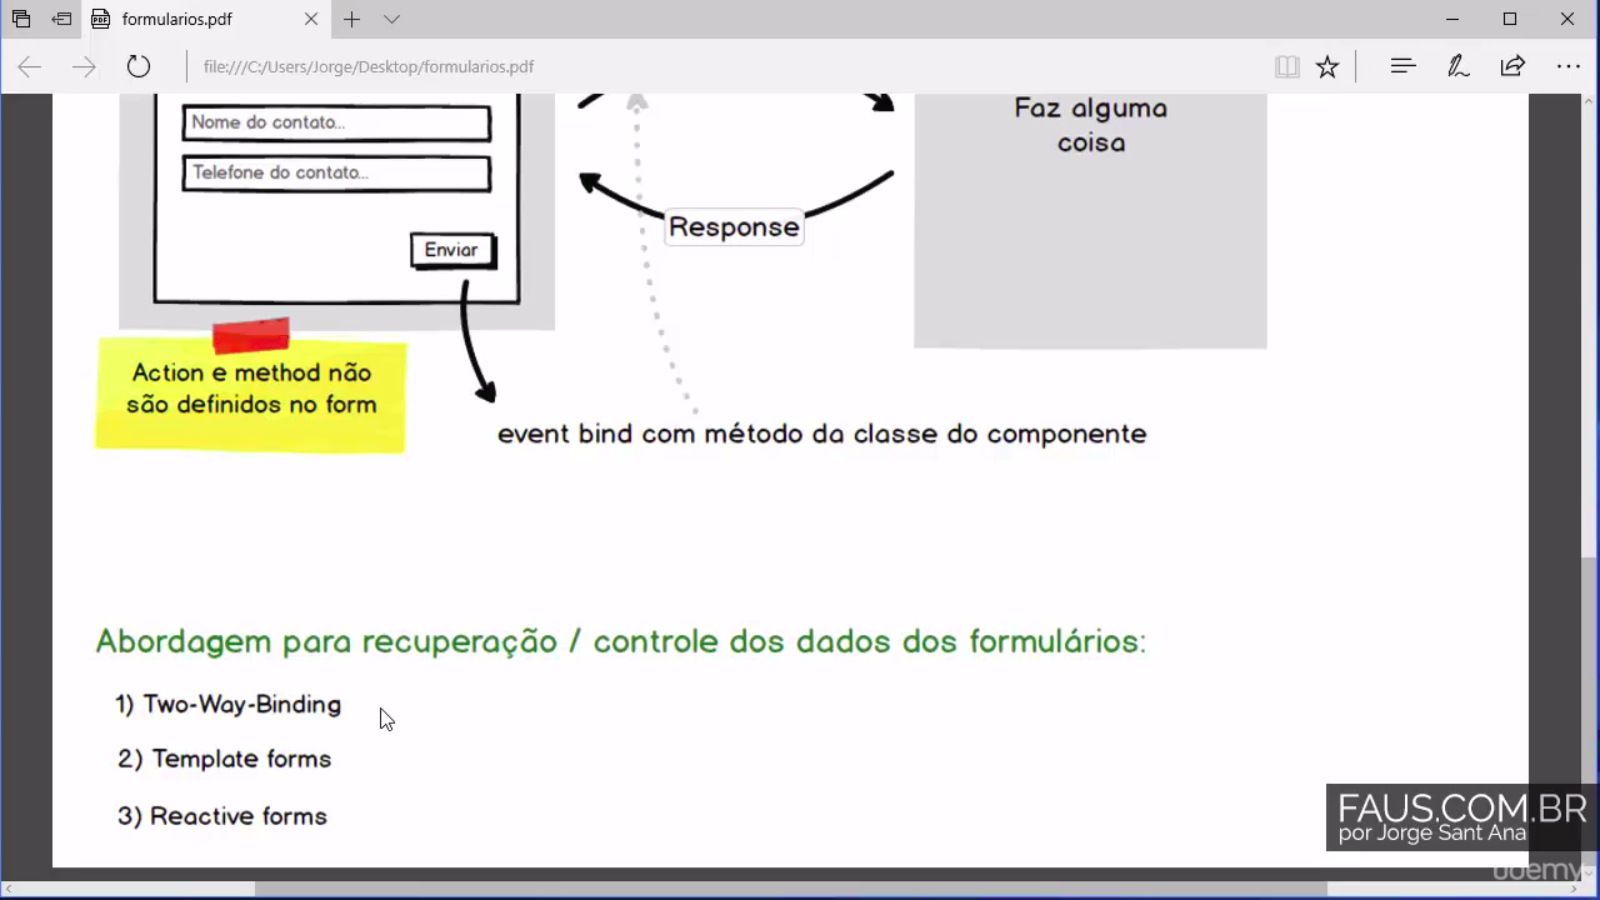 formularios.pdf
file:///C:/Users/Jorge/Desktop/formularios.pdf
Nome do contato...
Telefone do contato...
Enviar
Faz alguma
coisa
Response
Action e method não
são definidos no form
event bind com método da classe do componente
Abordagem para recuperação / controle dos dados dos formulários:
1) Two-Way-Binding
2) Template forms
3) Reactive forms
FAUS.COM.BR
por Jorge Sant Ana
udemy